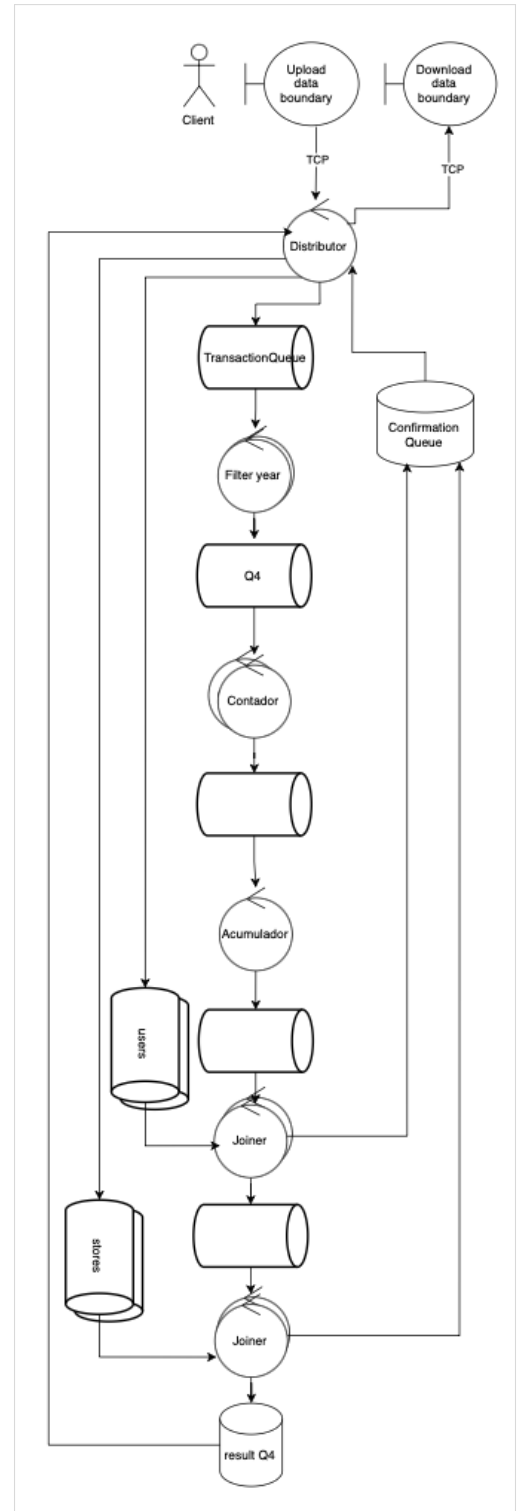 Upload
data
boundary
Download
data
boundary
Client
TCP
TCP
Distributor
TransactionQueue
Confirmation
Queue
Filter year
Q4
Contador
Acumulador
users
Joiner
stores
Joiner
result Q4